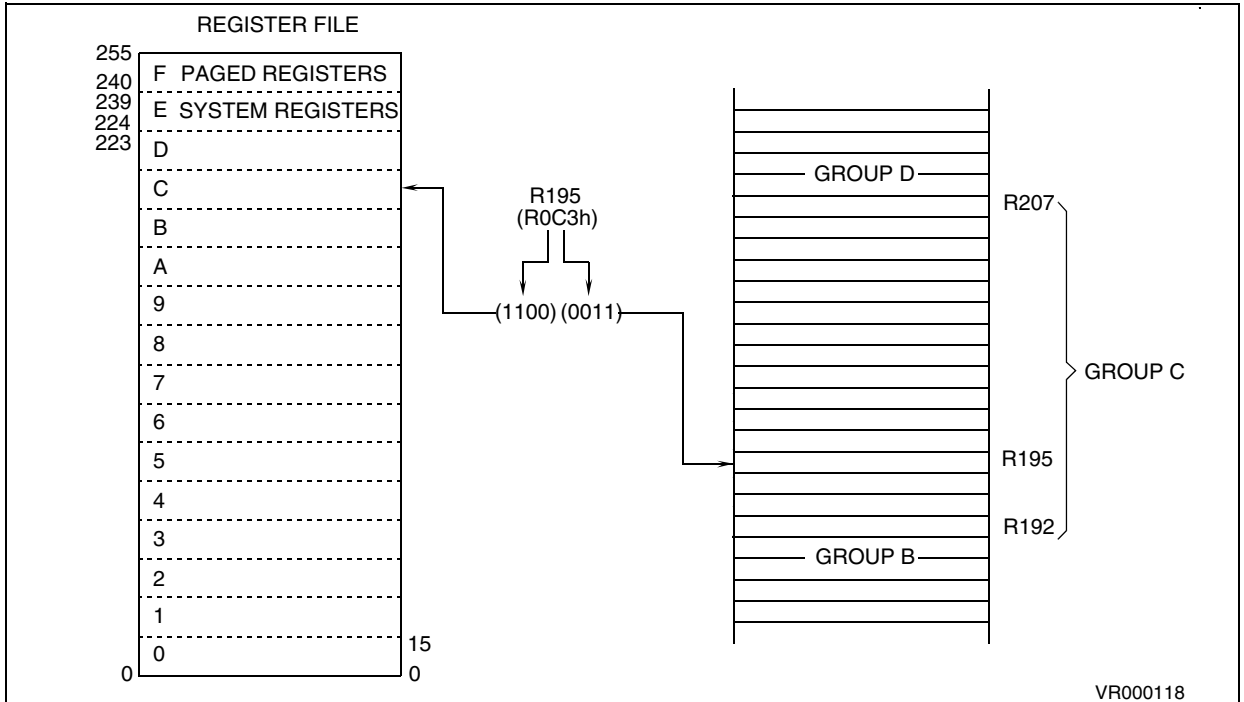 REGISTER FILE
255
240
239
224
223
F PAGED REGISTERS
E SYSTEM REGISTERS
D
C
B
A
9
8
7
6
5
4
3
2
1
0
15
0
0
R195
(R0C3h)
(1100) (0011)
GROUP D
R207
GROUP C
R195
R192
GROUP B
VR000118